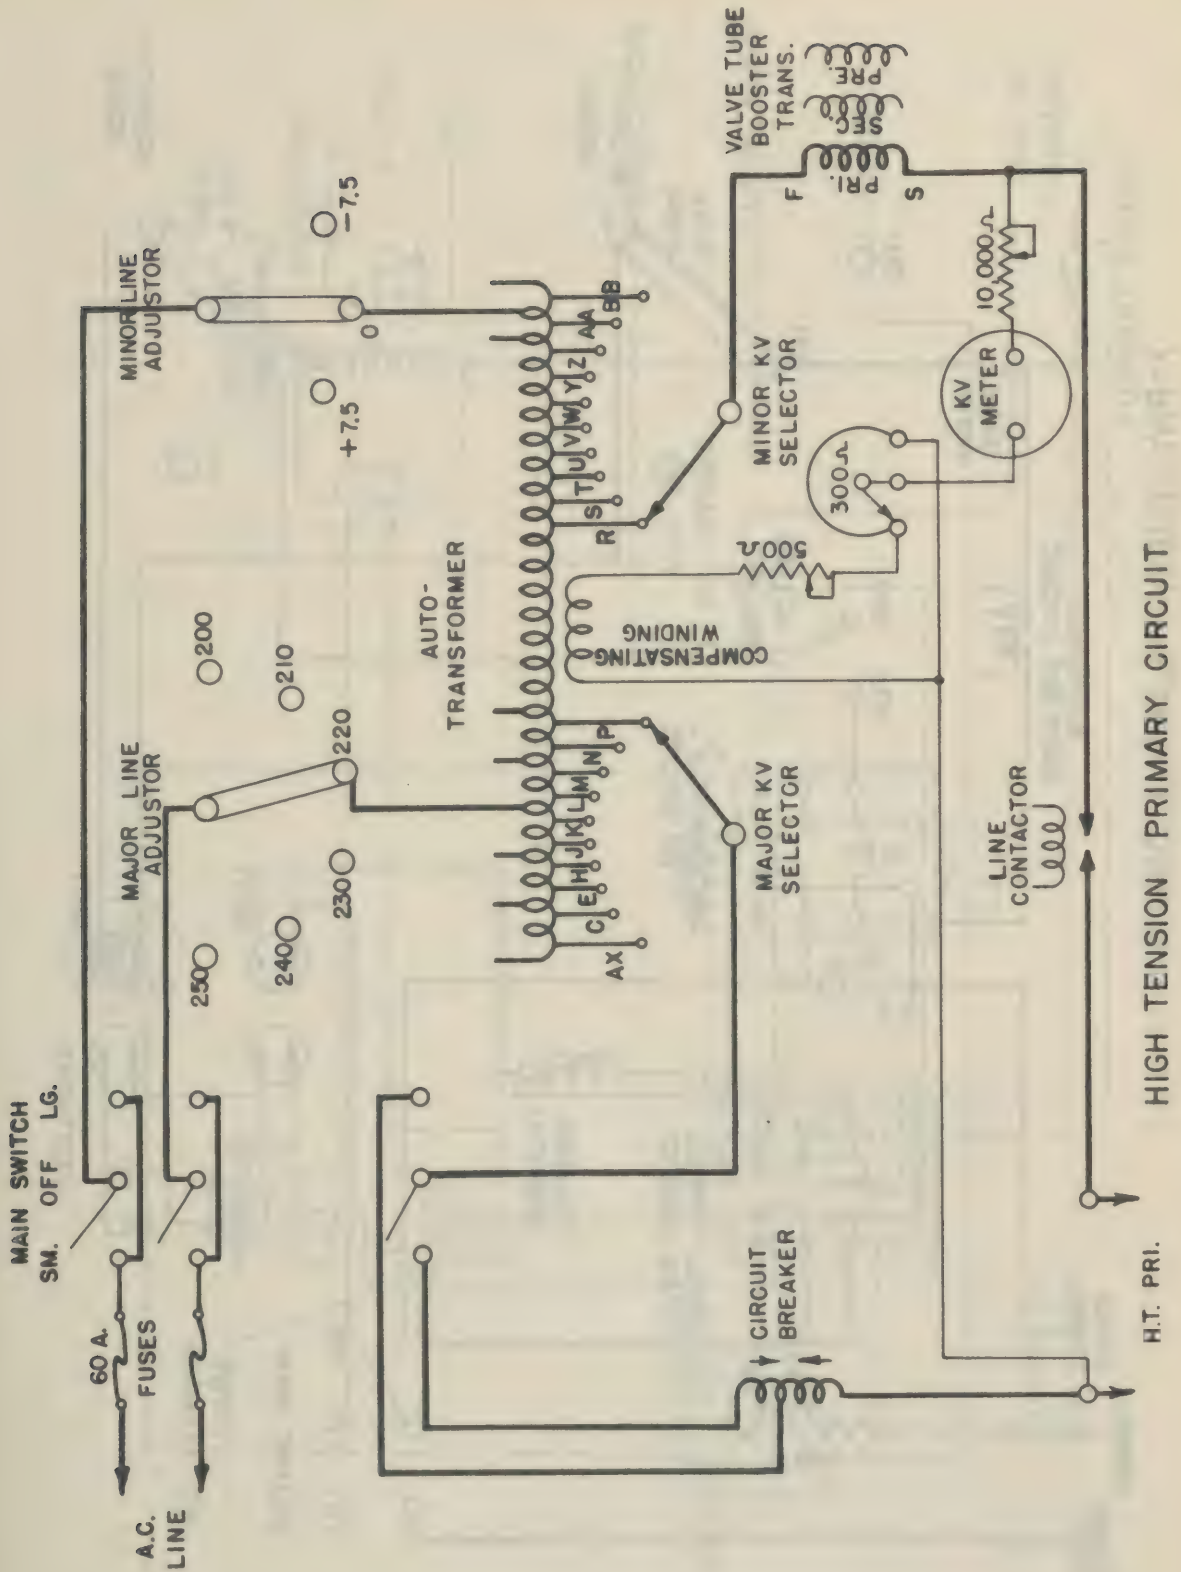 MAIN SWITCH
SM. OFF LG.
60 A.
FUSES
A.C.
LINE
MAJOR LINE
ADJUSTOR
250
240
230
220
210
200
MINOR LINE
ADJUSTOR
+7.5
0
-7.5
AUTO-
TRANSFORMER
AX
C
E
H
J
K
L
M
N
P
R
S
T
U
V
W
Y
Z
AA
BB
COMPENSATING
WINDING
MAJOR KV
SELECTOR
MINOR KV
SELECTOR
VALVE TUBE
BOOSTER
TRANS.
F
PRI.
S
SEC.
PRE.
500Ω
300Ω
KV
METER
10,000Ω
CIRCUIT
BREAKER
LINE
CONTACTOR
H.T. PRI.
HIGH TENSION PRIMARY CIRCUIT